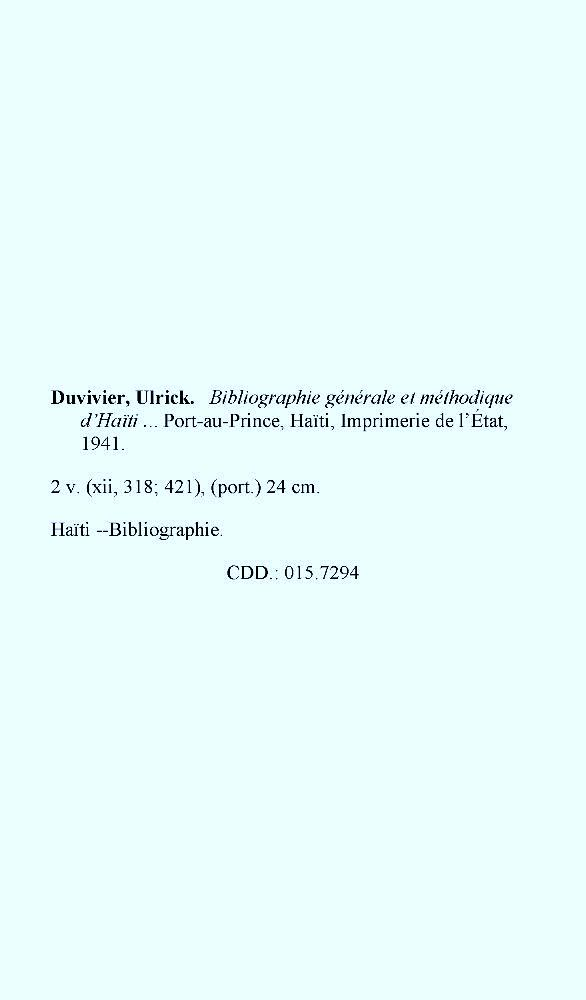 Duvivier, Ulrick. Bibliographie générale et méthodique
d’Haïti ... Port-au-Prince, Haïti, Imprimerie de l’État,
1941.
2 v. (xii, 318; 421), (port.) 24 cm.
Haïti --Bibliographie.
CDD.: 015.7294